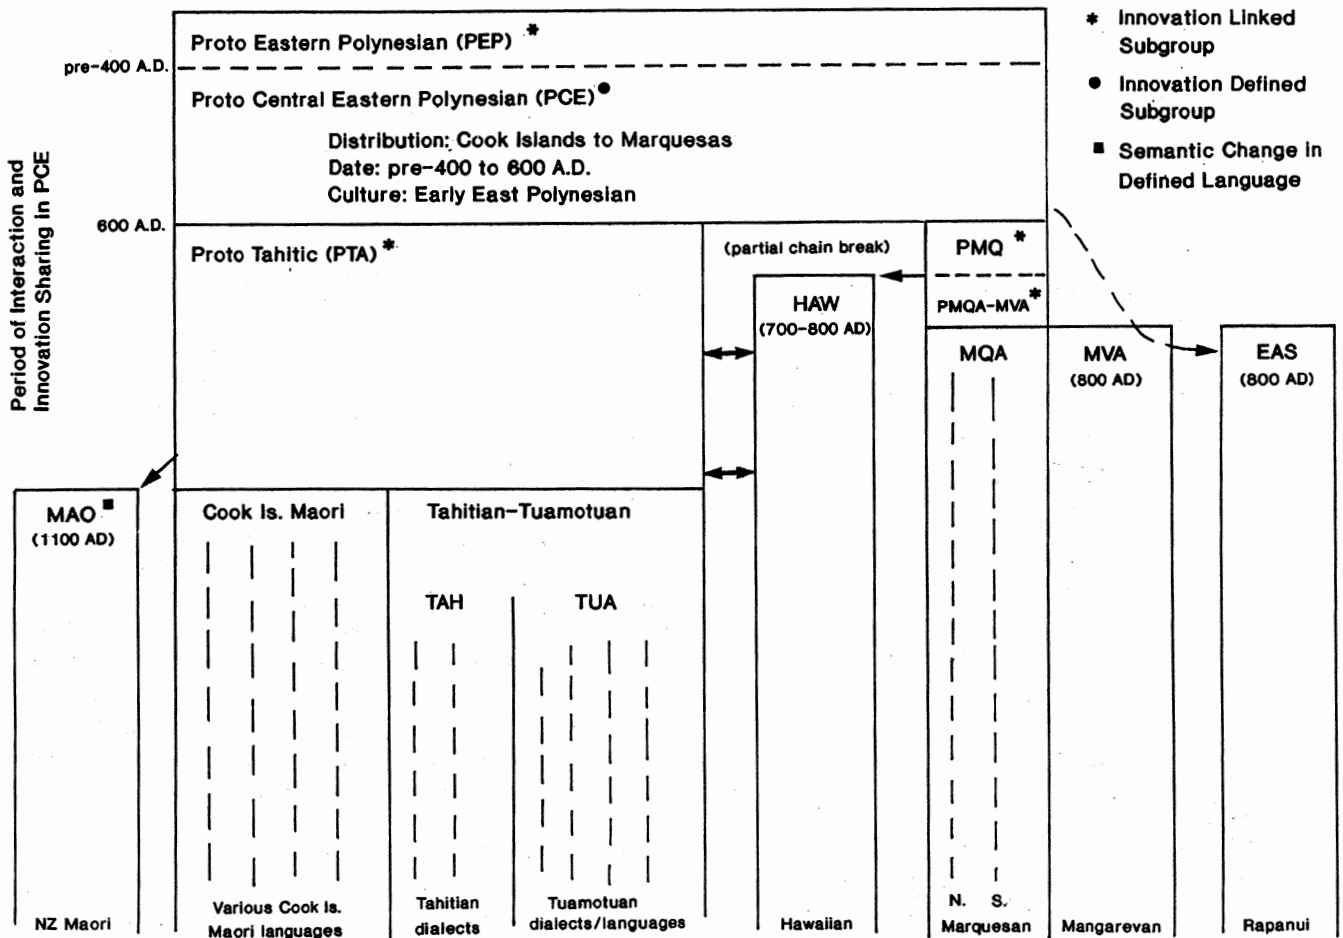 Proto Eastern Polynesian (PEP) *
pre-400 A.D.
Proto Central Eastern Polynesian (PCE) ●
Distribution: Cook Islands to Marquesas
Date: pre-400 to 600 A.D.
Culture: Early East Polynesian
* Innovation Linked
Subgroup
● Innovation Defined
Subgroup
■ Semantic Change in
Defined Language
Period of Interaction and
Innovation Sharing in PCE
600 A.D.
Proto Tahitic (PTA) *
(partial chain break)
PMQ *
HAW
(700-800 AD)
PMQA-MVA *
MQA
MVA
(800 AD)
EAS
(800 AD)
MAO ■
(1100 AD)
Cook Is. Maori
Tahitian-Tuamotuan
TAH
TUA
NZ Maori
Various Cook Is.
Maori languages
Tahitian
dialects
Tuamotuan
dialects/languages
Hawaiian
N. S.
Marquesan
Mangarevan
Rapanui